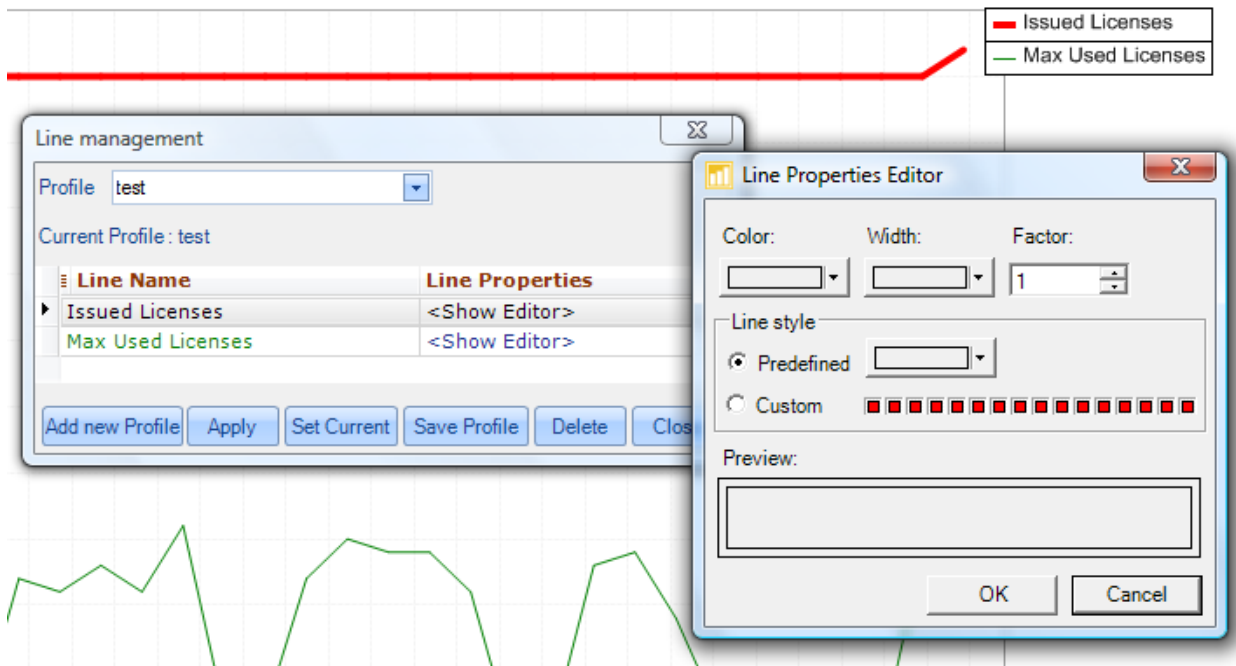 Issued Licenses
Max Used Licenses
Line management
Profile test
Current Profile : test
Line Name Line Properties
Issued Licenses <Show Editor>
Max Used Licenses <Show Editor>
Add new Profile Apply Set Current Save Profile Delete
Line Properties Editor
Color: Width: Factor:
1
Line style
Predefined
Custom
Preview:
OK Cancel